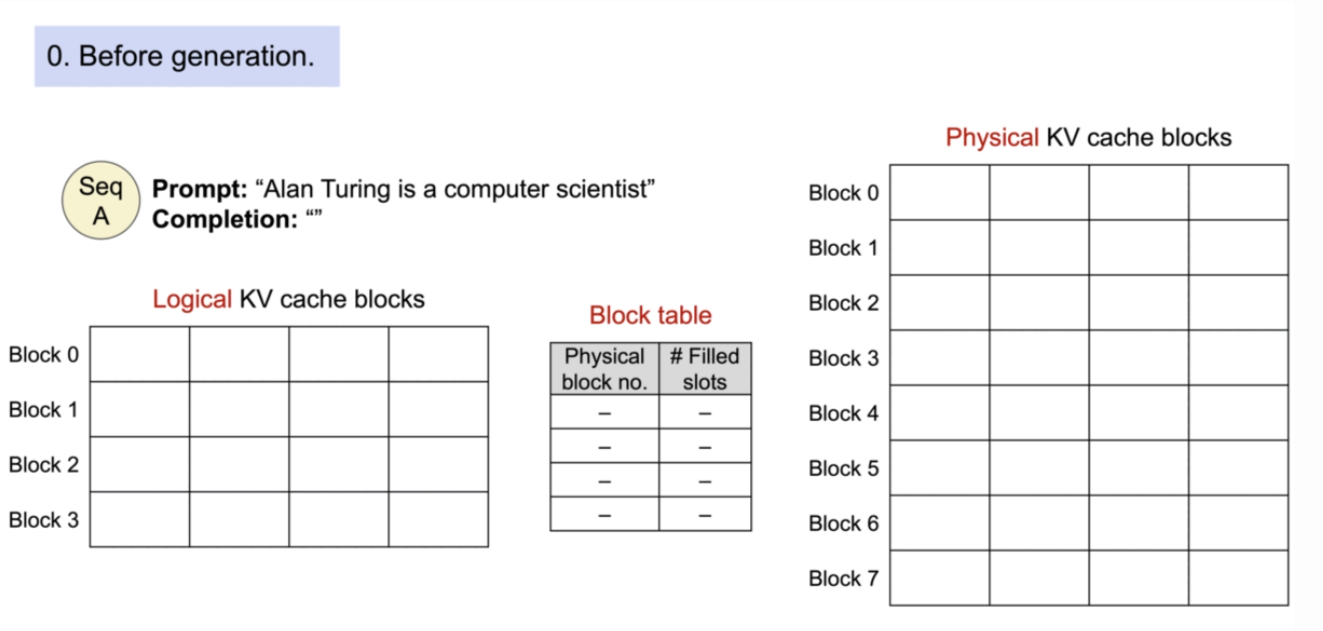 0. Before generation.
Seq
A
Prompt: “Alan Turing is a computer scientist”
Completion: “”
Logical KV cache blocks
Block 0
Block 1
Block 2
Block 3
Block table
Physical block no.
# Filled slots
– –
– –
– –
– –
Physical KV cache blocks
Block 0
Block 1
Block 2
Block 3
Block 4
Block 5
Block 6
Block 7